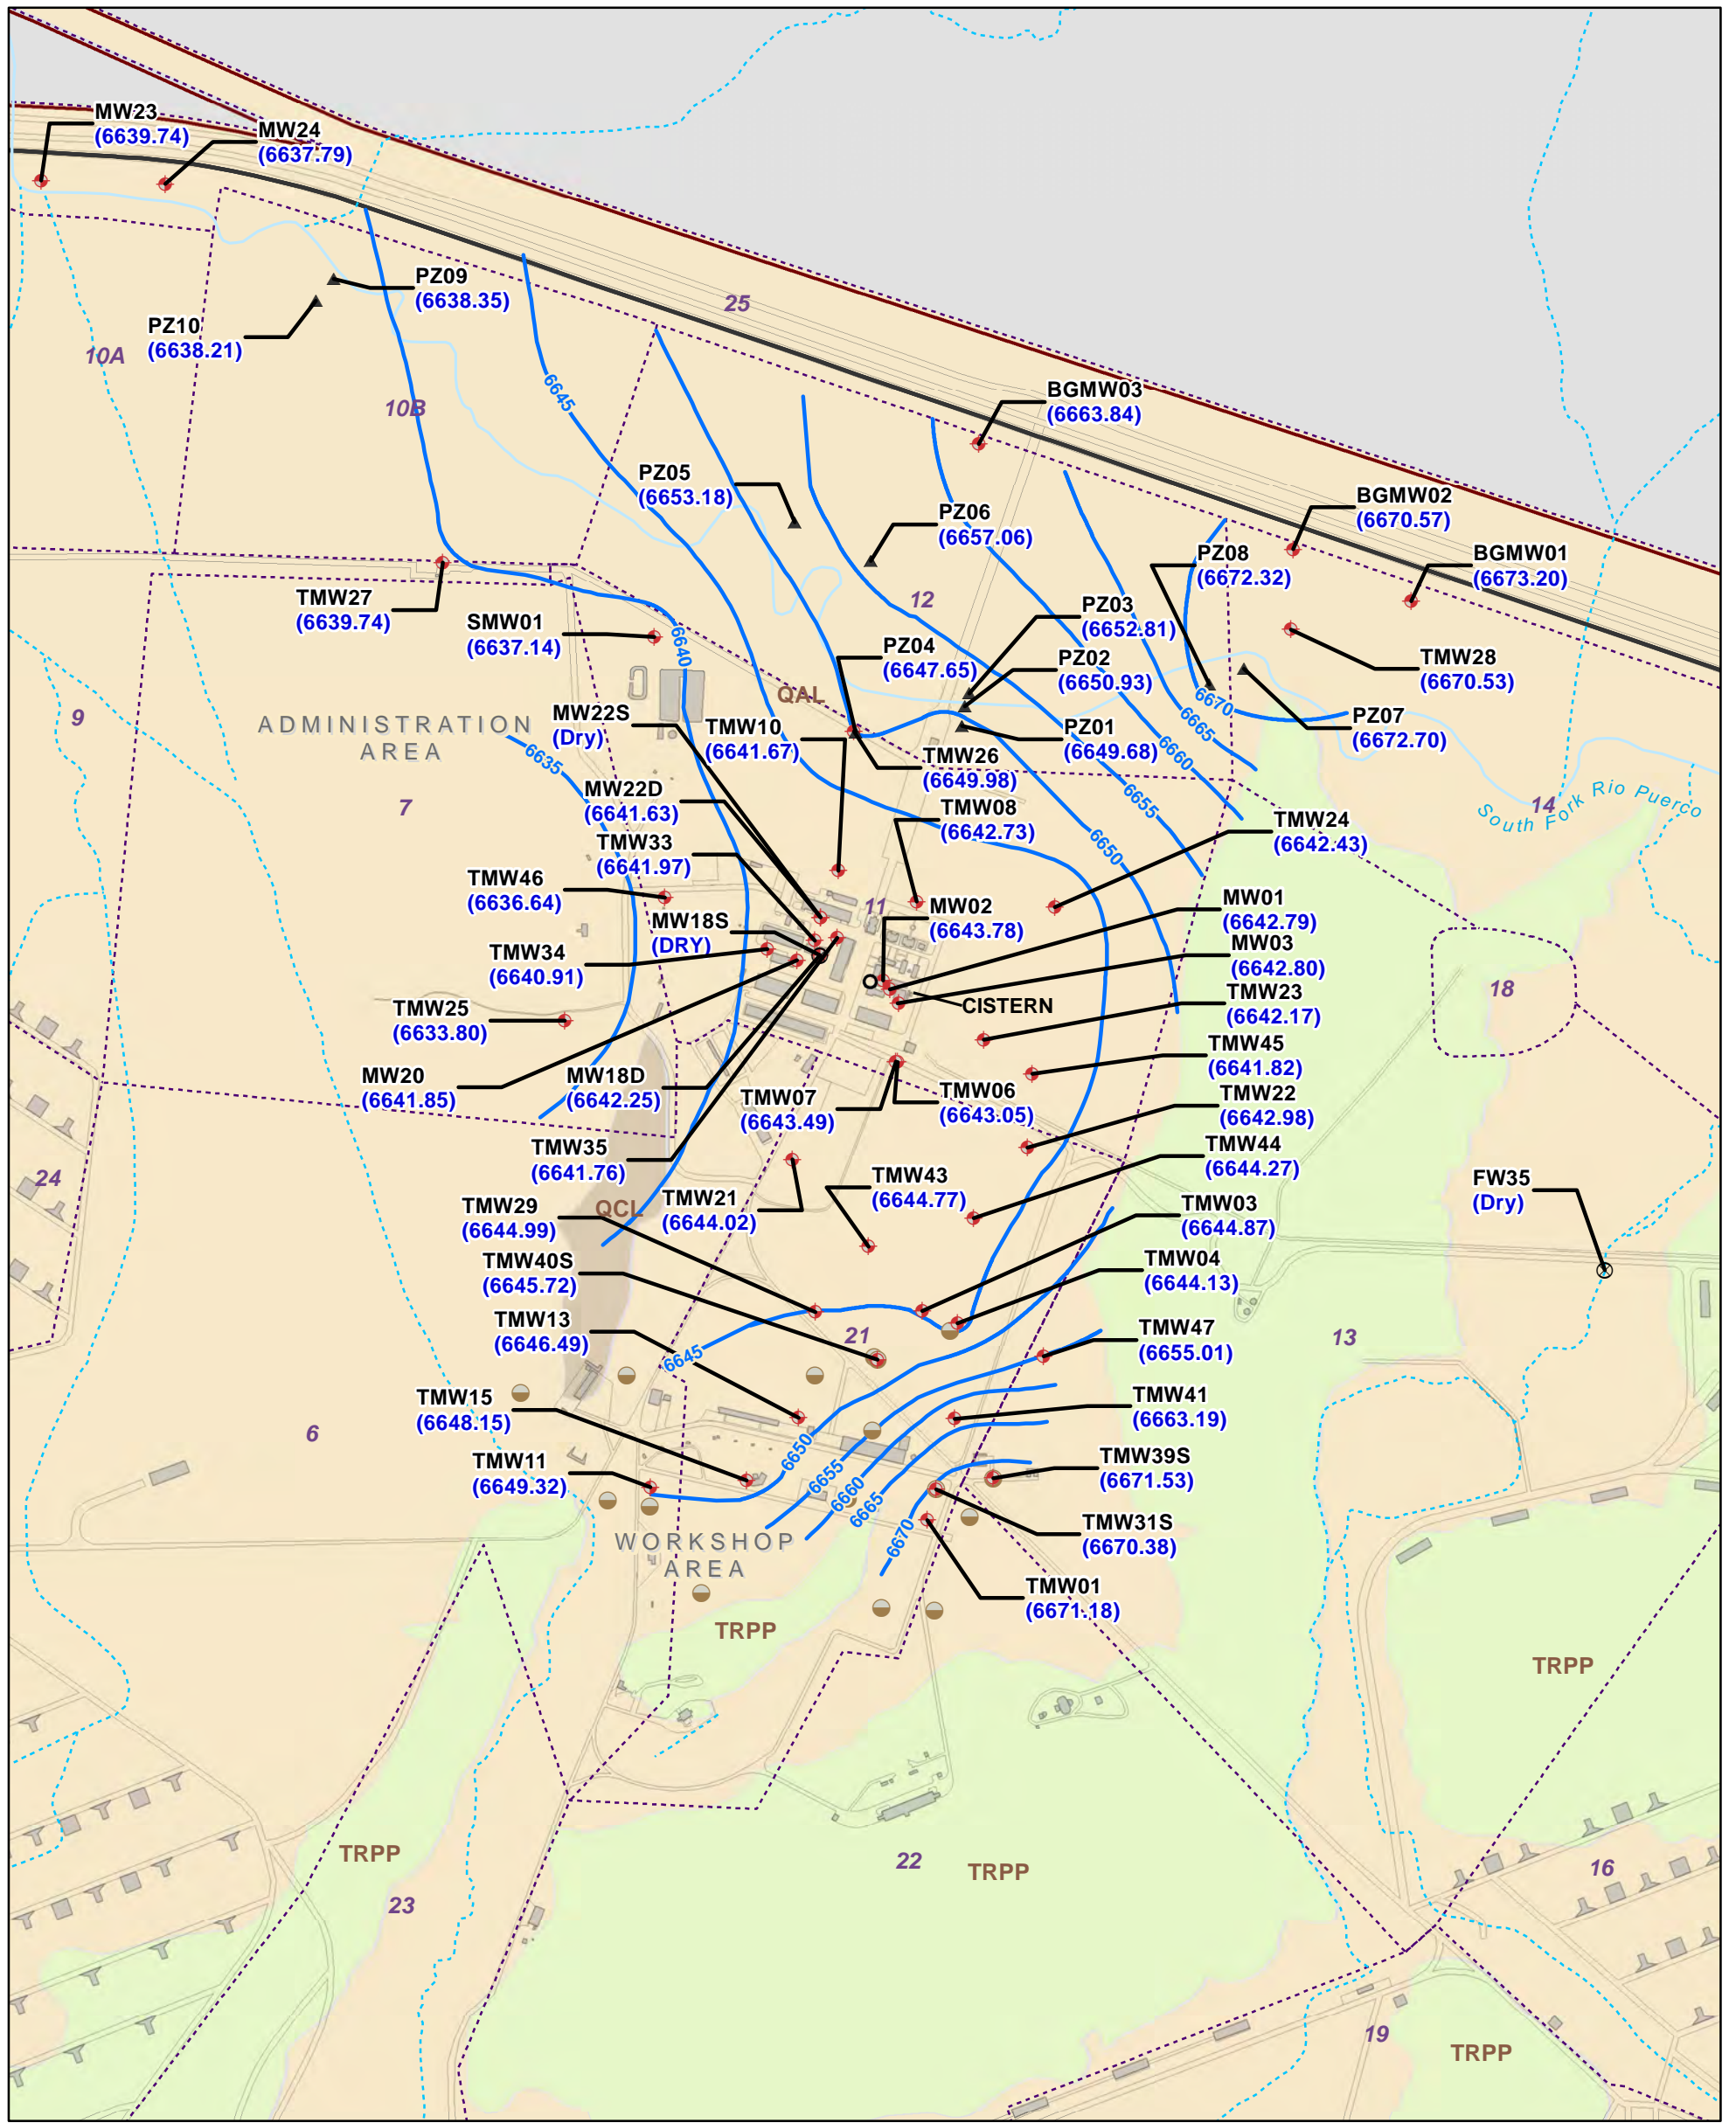 MW23
(6639.74)
MW24
(6637.79)
PZ09
(6638.35)
25
PZ10
(6638.21)
10A
10B
6645
BGMW03
(6663.84)
PZ05
(6653.18)
BGMW02
(6670.57)
PZ06
(6657.06)
PZ08
(6672.32)
BGMW01
(6673.20)
TMW27
(6639.74)
12
SMW01
(6637.14)
PZ03
(6652.81)
6640
PZ04
(6647.65)
PZ02
(6650.93)
TMW28
(6670.53)
QAL
6670
9
ADMINISTRATION
AREA
MW22S
(Dry)
TMW10
(6641.67)
PZ01
(6649.68)
6665
PZ07
(6672.70)
6635
TMW26
(6649.98)
6660
MW22D
(6641.63)
7
TMW08
(6642.73)
6655
14
South Fork Rio Puerco
TMW24
(6642.43)
TMW33
(6641.97)
6650
TMW46
(6636.64)
MW18S
(DRY)
11
MW02
(6643.78)
MW01
(6642.79)
TMW34
(6640.91)
MW03
(6642.80)
18
TMW25
(6633.80)
CISTERN
TMW23
(6642.17)
TMW45
(6641.82)
MW20
(6641.85)
MW18D
(6642.25)
TMW07
(6643.49)
TMW06
(6643.05)
TMW22
(6642.98)
TMW35
(6641.76)
TMW44
(6644.27)
24
TMW43
(6644.77)
FW35
(Dry)
TMW29
(6644.99)
QCL
TMW21
(6644.02)
TMW03
(6644.87)
TMW40S
(6645.72)
TMW04
(6644.13)
TMW13
(6646.49)
21
TMW47
(6655.01)
13
6645
TMW15
(6648.15)
TMW41
(6663.19)
6
6650
TMW11
(6649.32)
6655
6660
6665
TMW39S
(6671.53)
6670
WORKSHOP
AREA
TMW31S
(6670.38)
TMW01
(6671.18)
TRPP
TRPP
TRPP
22
TRPP
16
23
19
TRPP